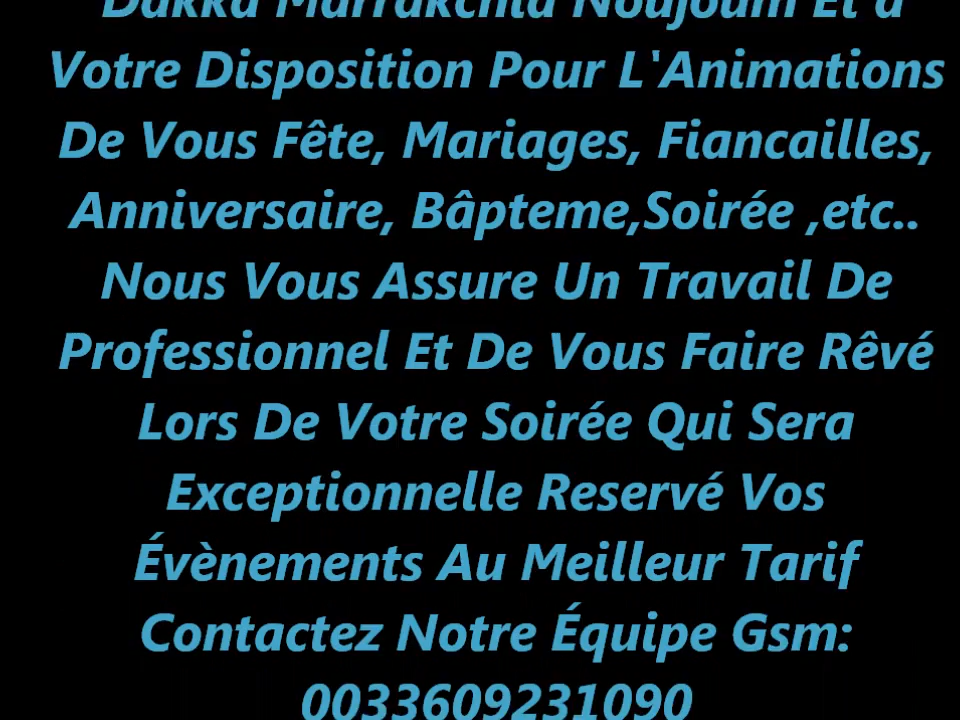 Dakka Marrakchia Noujoum Et à
Votre Disposition Pour L'Animations
De Vous Fête, Mariages, Fiancailles,
Anniversaire, Bâpteme,Soirée ,etc..
Nous Vous Assure Un Travail De
Professionnel Et De Vous Faire Rêvé
Lors De Votre Soirée Qui Sera
Exceptionnelle Reservé Vos
Évènements Au Meilleur Tarif
Contactez Notre Équipe Gsm:
0033609231090